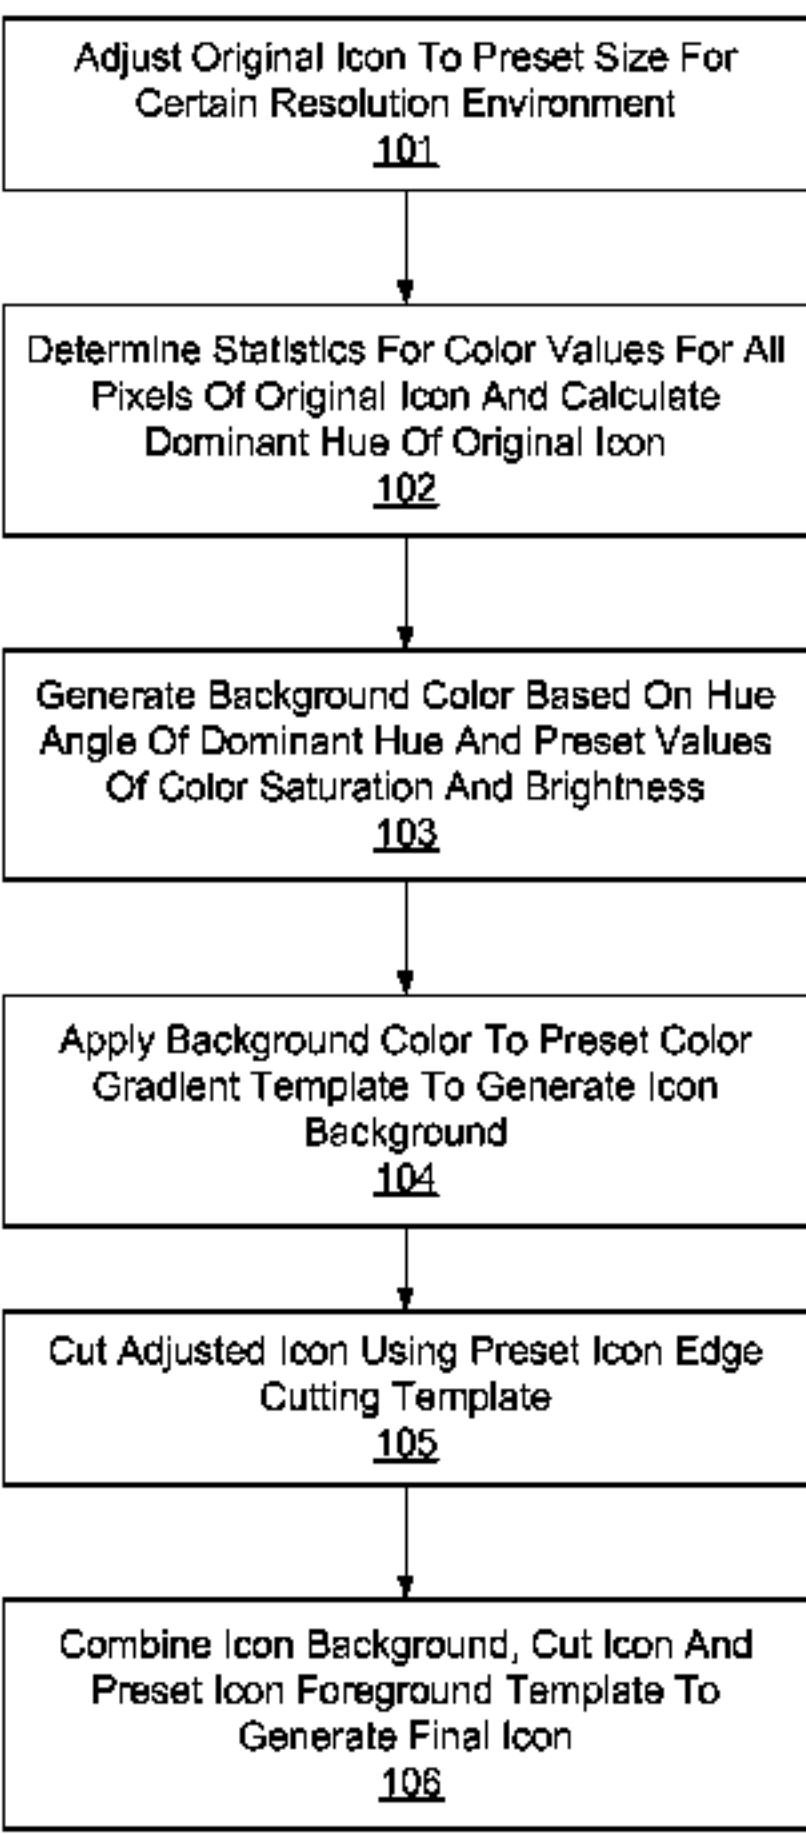 Adjust Original Icon To Preset Size For
Certain Resolution Environment
101
Determine Statistics For Color Values For All
Pixels Of Original Icon And Calculate
Dominant Hue Of Original Icon
102
Generate Background Color Based On Hue
Angle Of Dominant Hue And Preset Values
Of Color Saturation And Brightness
103
Apply Background Color To Preset Color
Gradient Template To Generate Icon
Background
104
Cut Adjusted Icon Using Preset Icon Edge
Cutting Template
105
Combine Icon Background, Cut Icon And
Preset Icon Foreground Template To
Generate Final Icon
106